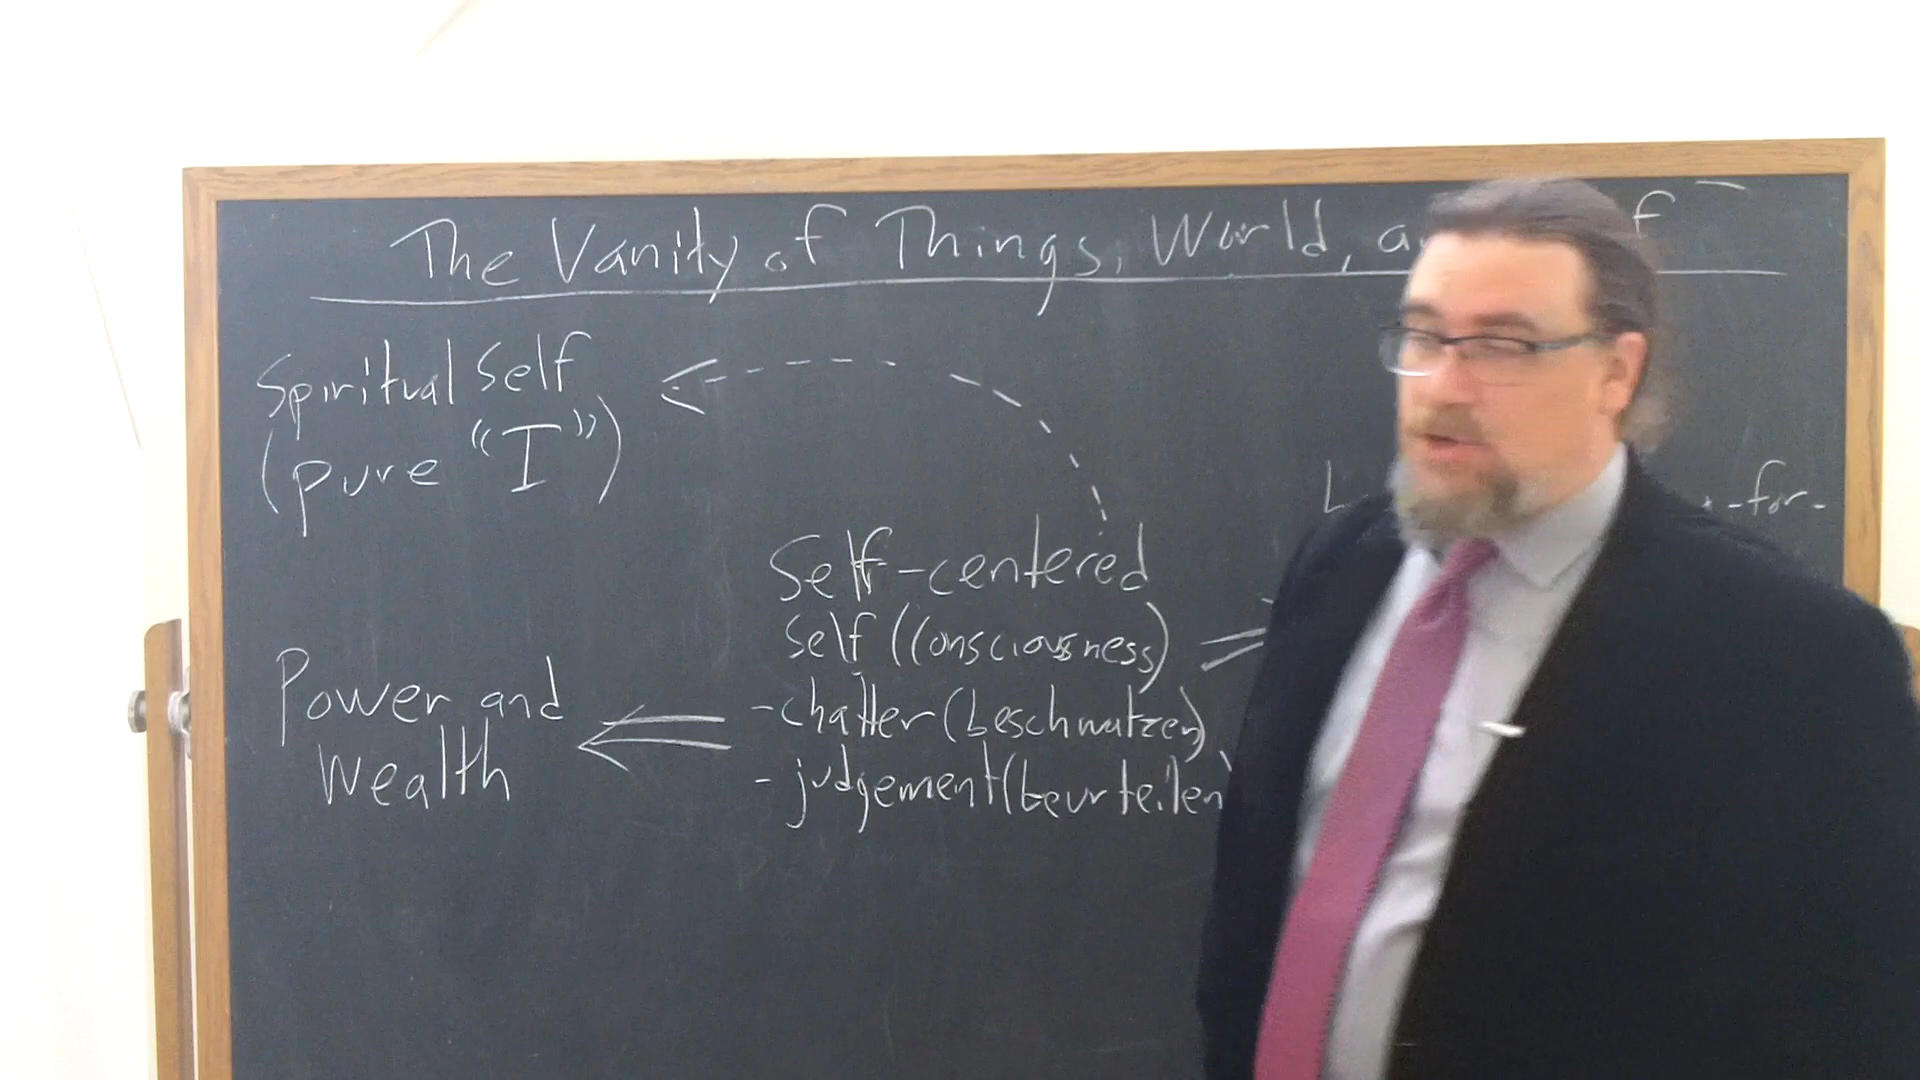 The Vanity of Things, World,
Spiritual Self
(pure "I")
-for-
Self-centered
Self (Consciousness)
Power and
Wealth
-chatter (beschwatzen)
-judgement (beurteilen)